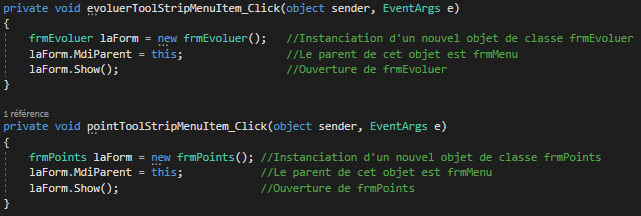 private void evoluerToolStripMenuItem_Click(object sender, EventArgs e)
{
frmEvoluer laForm = new frmEvoluer(); //Instanciation d'un nouvel objet de classe frmEvoluer
laForm.MdiParent = this; //Le parent de cet objet est frmMenu
laForm.Show(); //Ouverture de frmEvoluer
}
1 référence
private void pointToolStripMenuItem_Click(object sender, EventArgs e)
{
frmPoints laForm = new frmPoints(); //Instanciation d'un nouvel objet de classe frmPoints
laForm.MdiParent = this; //Le parent de cet objet est frmMenu
laForm.Show(); //Ouverture de frmPoints
}